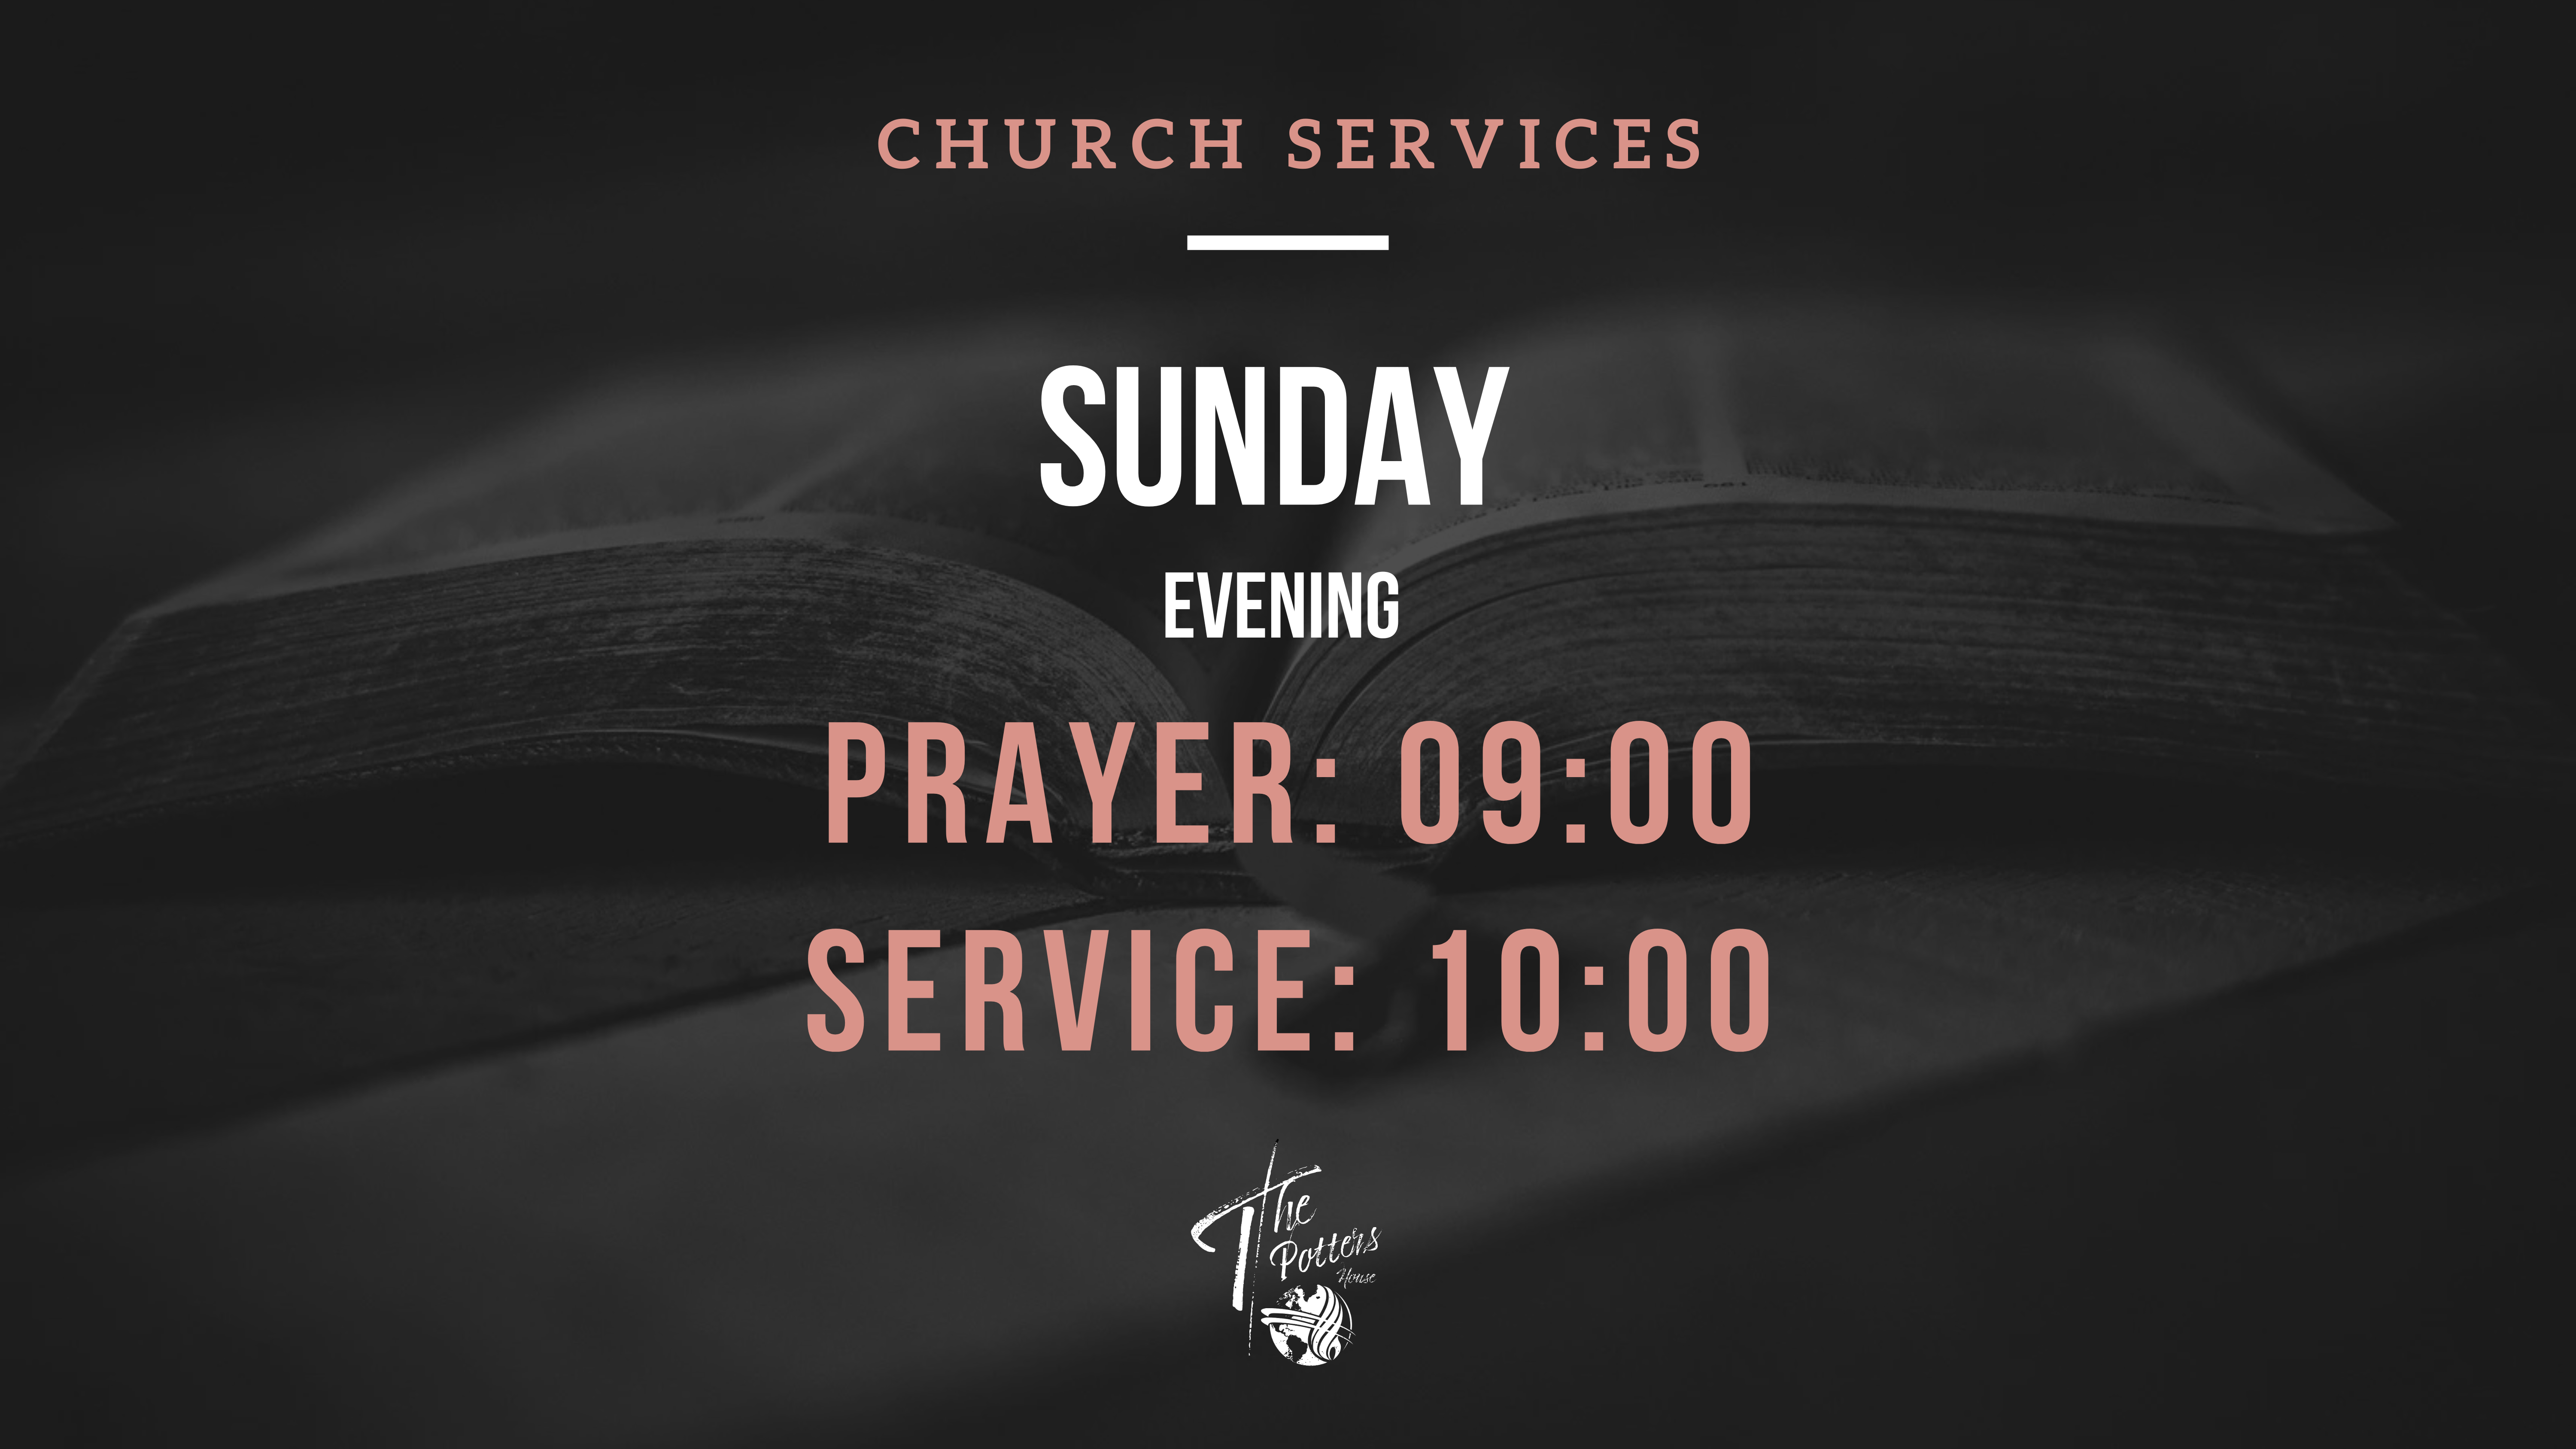 CHURCH SERVICES
SUNDAY
EVENING
PRAYER: 09:00
SERVICE: 10:00
The
Potters
House